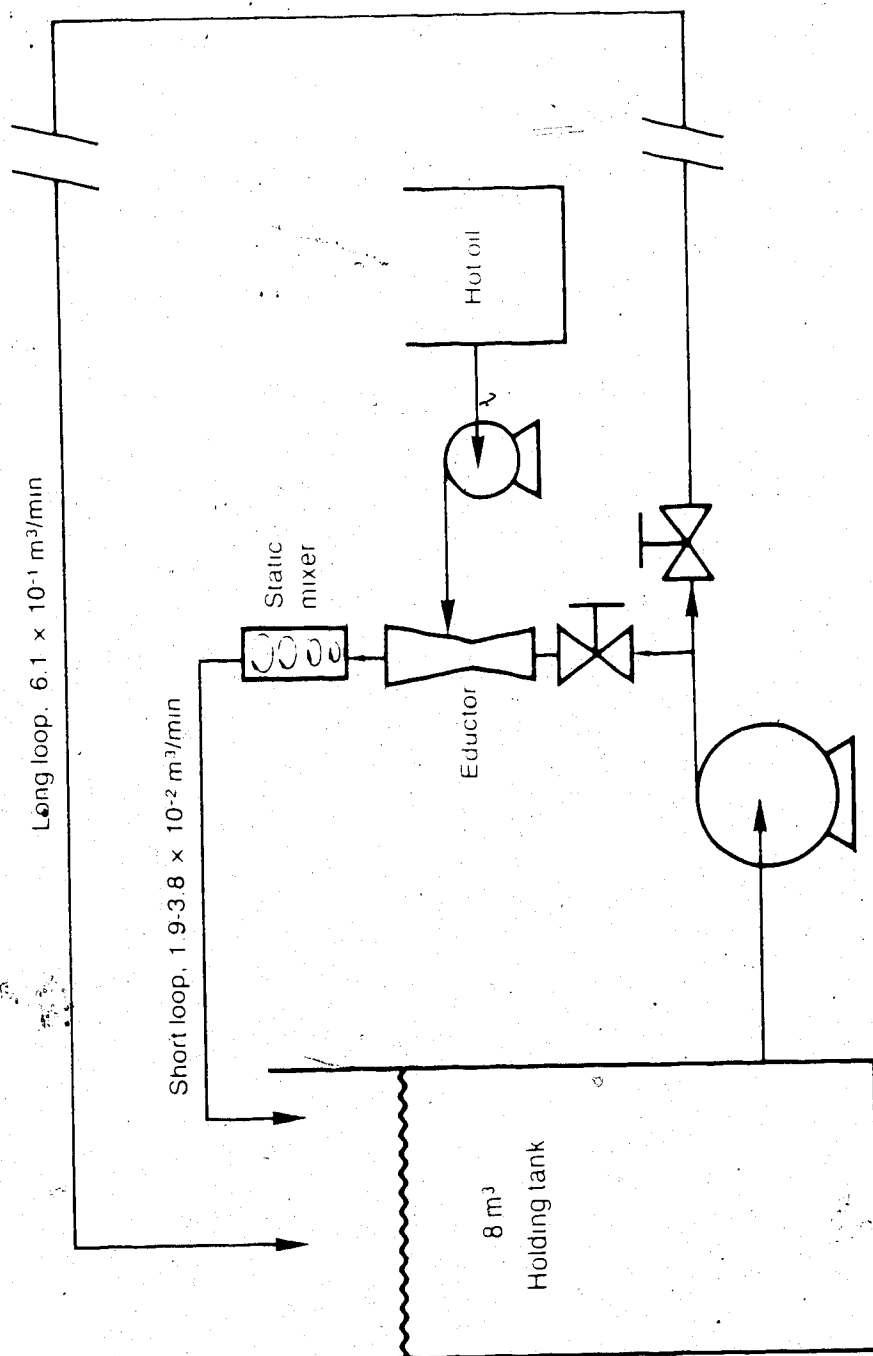 Long loop, 6.1 × 10⁻¹ m³/min
Short loop, 1.9-3.8 × 10⁻² m³/min
Static
mixer
Hot oil
Eductor
8 m³
Holding tank